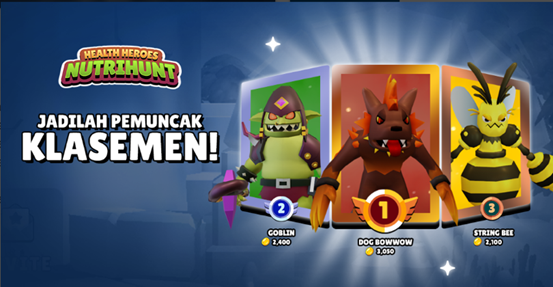 HEALTH HEROES
NUTRIHUNT
JADILAH PEMUNCAK
KLASEMEN!
2
1
3
GOBLIN
2,400
DOG BOWWOW
3,050
STRING BEE
2,100